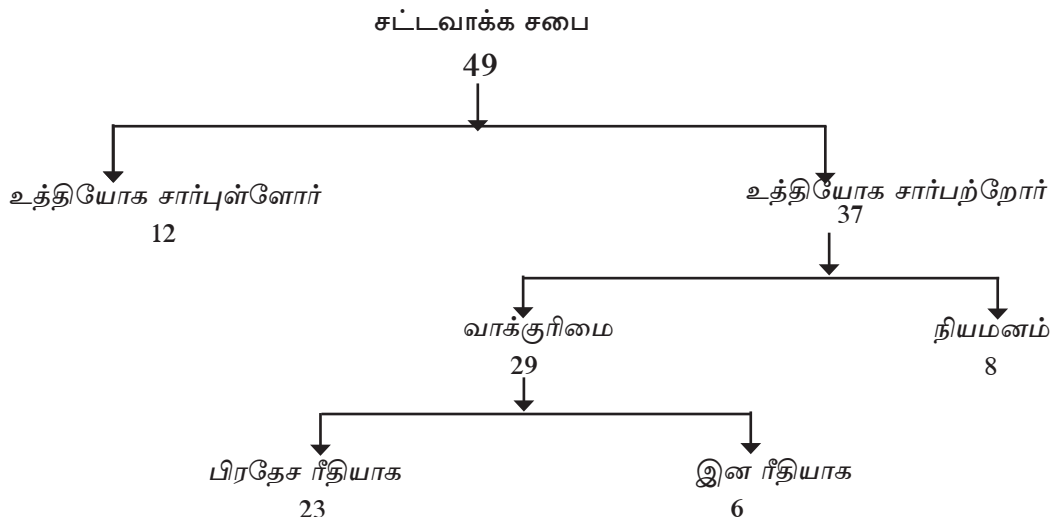 சட்டவாக்க சபை
49
உத்தியோக சார்புள்ளோர்
12
உத்தியோக சார்பற்றோர்
37
வாக்குரிமை
29
நியமனம்
8
பிரதேச ரீதியாக
23
இன ரீதியாக
6